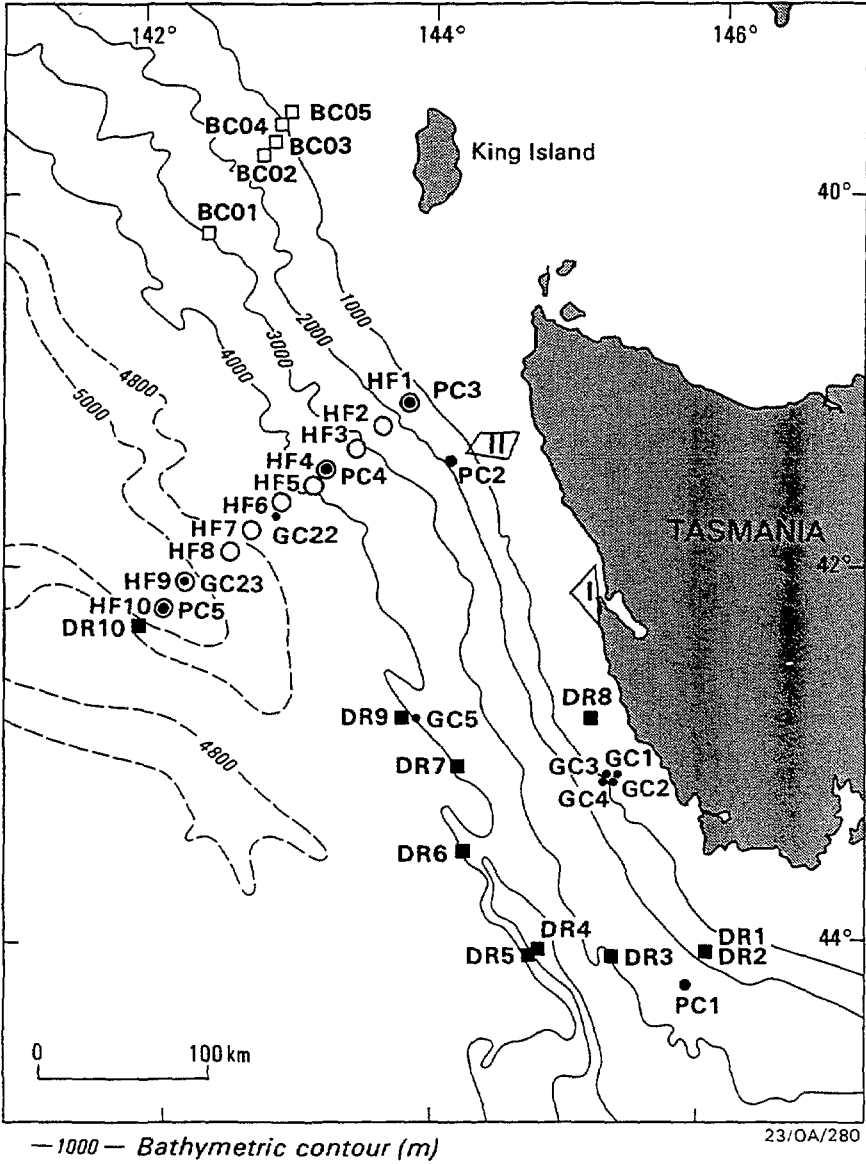 142°
144°
146°
BC05
BC04
BC03
BC02
King Island
BC01
40°
1000
2000
3000
4000
4800
5000
HF1
PC3
HF2
II
HF3
PC2
HF4
PC4
HF5
HF6
GC22
HF7
TASMANIA
HF8
42°
HF9
GC23
I
HF10
PC5
DR10
DR9
GC5
DR8
4800
DR7
GC3
GC1
GC4
GC2
DR6
DR4
DR1
44°
DR5
DR3
DR2
PC1
0
100 km
—1000— Bathymetric contour (m)
23/OA/280